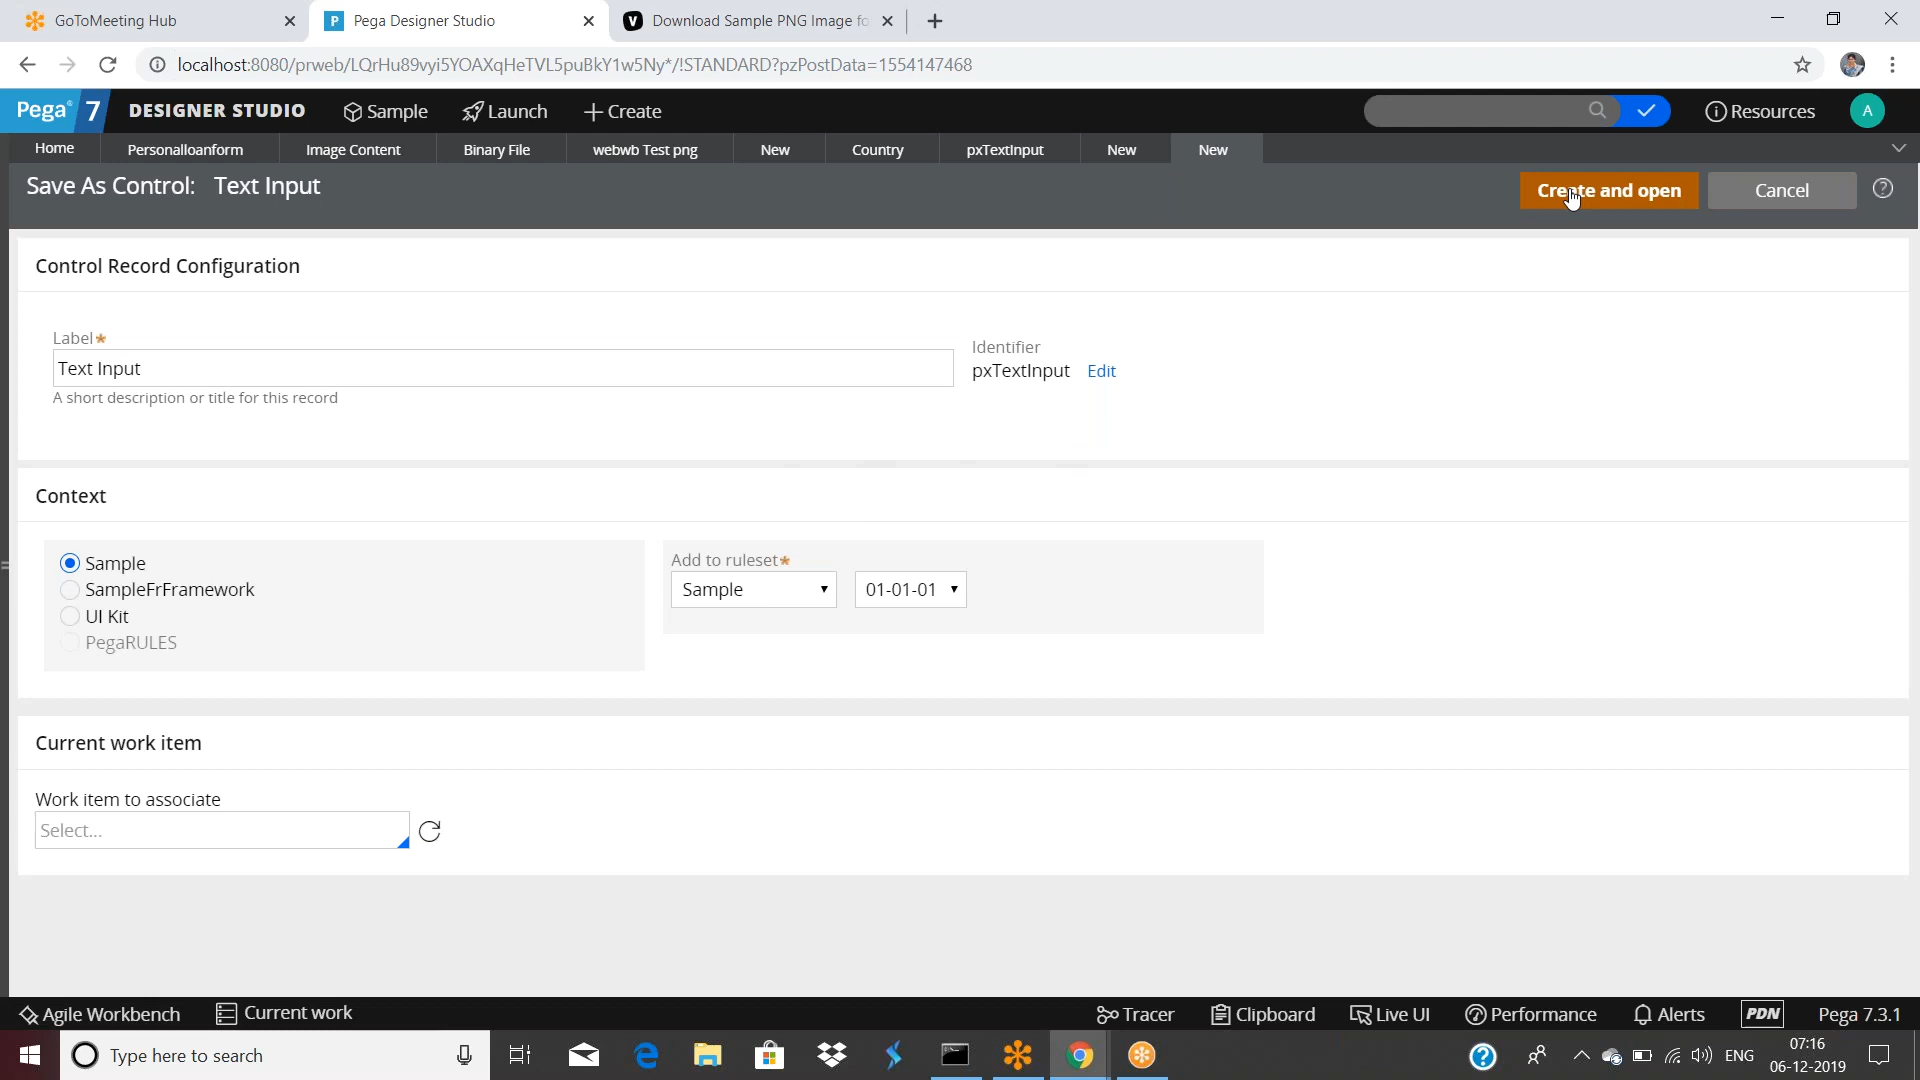 GoToMeeting Hub
Pega Designer Studio
Download Sample PNG Image fo
localhost:8080/prweb/LQrHu89vyi5YOAXqHeTVL5puBkY1w5Ny*/!STANDARD?pzPostData=1554147468
Pega 7 DESIGNER STUDIO Sample Launch Create Resources A
Home Personalloanform Image Content Binary File webwb Test png New Country pxTextInput New New
Save As Control: Text Input
Create and open Cancel
Control Record Configuration
Label*
Text Input
A short description or title for this record
Identifier
pxTextInput Edit
Context
Sample
SampleFrFramework
UI Kit
PegaRULES
Add to ruleset*
Sample 01-01-01
Current work item
Work item to associate
Select...
Agile Workbench Current work Tracer Clipboard Live UI Performance Alerts PDN Pega 7.3.1
Type here to search
ENG
07:16
06-12-2019